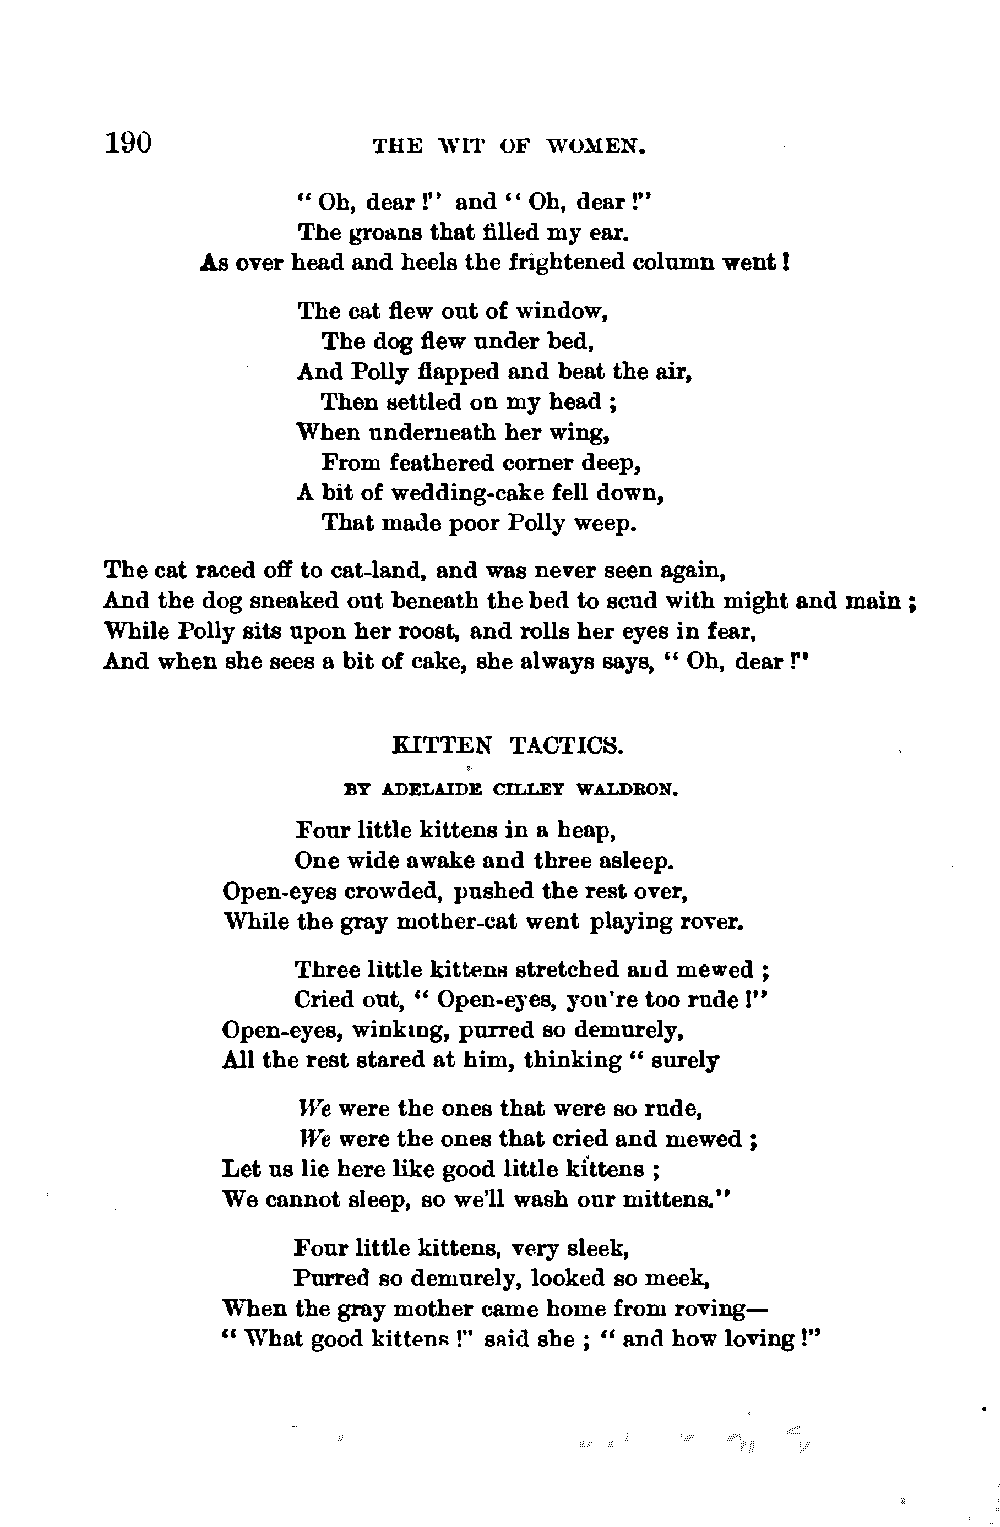 190 THE WIT OF WOMEN.
“ Oh, dear !” and “ Oh, dear !”
The groans that filled my ear.
As over head and heels the frightened column went !
The cat flew out of window,
The dog flew under bed,
And Polly flapped and beat the air,
Then settled on my head ;
When underneath her wing,
From feathered corner deep,
A bit of wedding-cake fell down,
That made poor Polly weep.
The cat raced off to cat-land, and was never seen again,
And the dog sneaked out beneath the bed to scud with might and main ;
While Polly sits upon her roost, and rolls her eyes in fear,
And when she sees a bit of cake, she always says, “ Oh, dear !”
KITTEN TACTICS.
BY ADELAIDE CILLEY WALDRON.
Four little kittens in a heap,
One wide awake and three asleep.
Open-eyes crowded, pushed the rest over,
While the gray mother-cat went playing rover.
Three little kittens stretched and mewed ;
Cried out, “ Open-eyes, you're too rude !”
Open-eyes, winking, purred so demurely,
All the rest stared at him, thinking “ surely
We were the ones that were so rude,
We were the ones that cried and mewed ;
Let us lie here like good little kittens ;
We cannot sleep, so we'll wash our mittens.”
Four little kittens, very sleek,
Purred so demurely, looked so meek,
When the gray mother came home from roving—
“ What good kittens !” said she ; “ and how loving !”